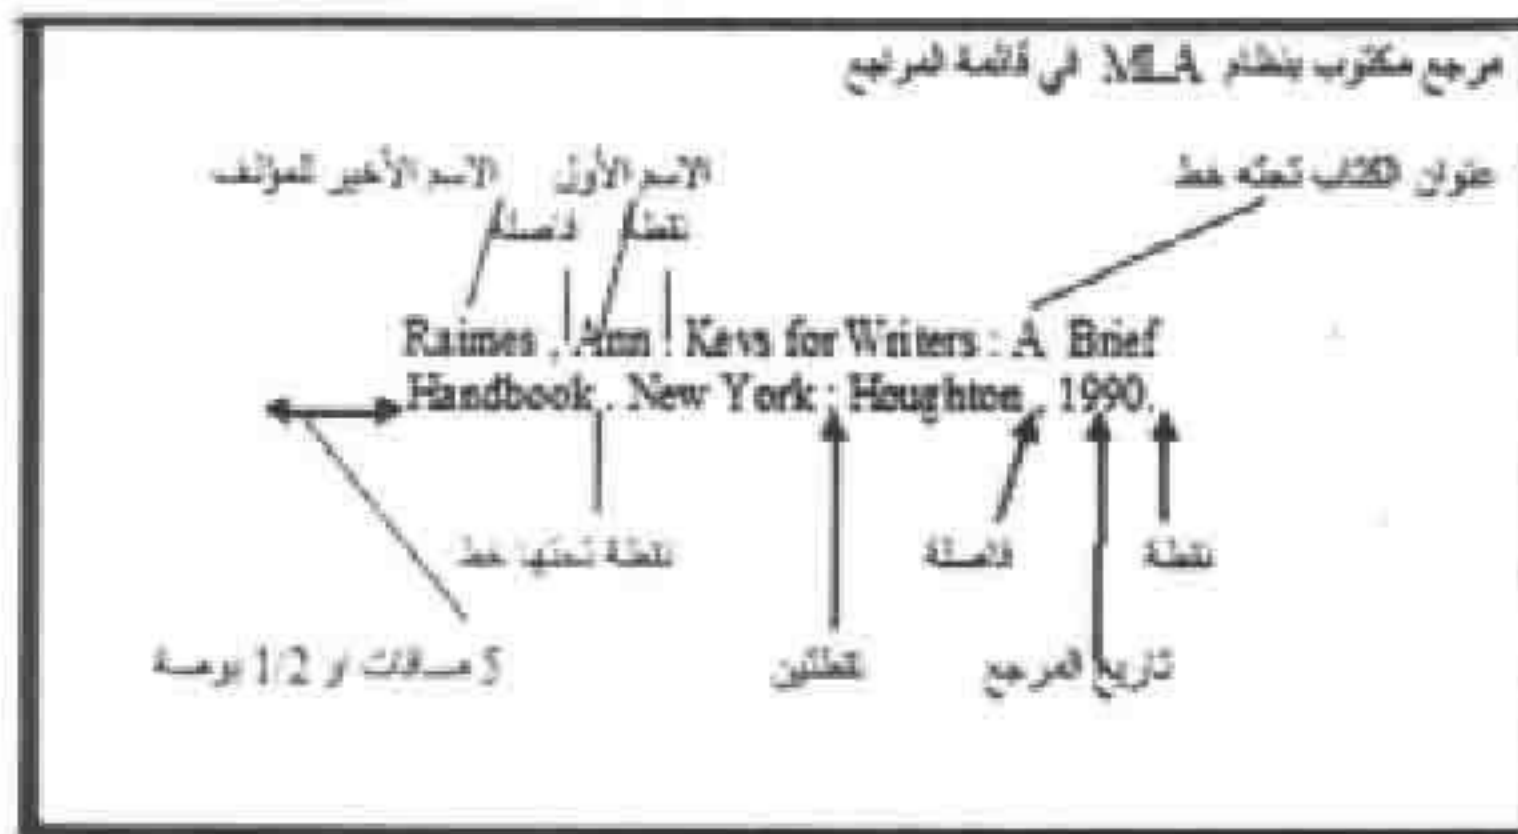 مرجع مكتوب بنظام MLA في قائمة المراجع
عنوان الكتاب تحته خط
الاسم الأول
الاسم الأخير للمؤلف
نقطة
فاصلة
Raimes , Ann . Keys for Writers : A Brief
Handbook . New York : Houghton , 1990.
نقطة
فاصلة
نقطة تحتها خط
تاريخ المرجع
نقطتين
5 مسافات او 1/2 بوصة